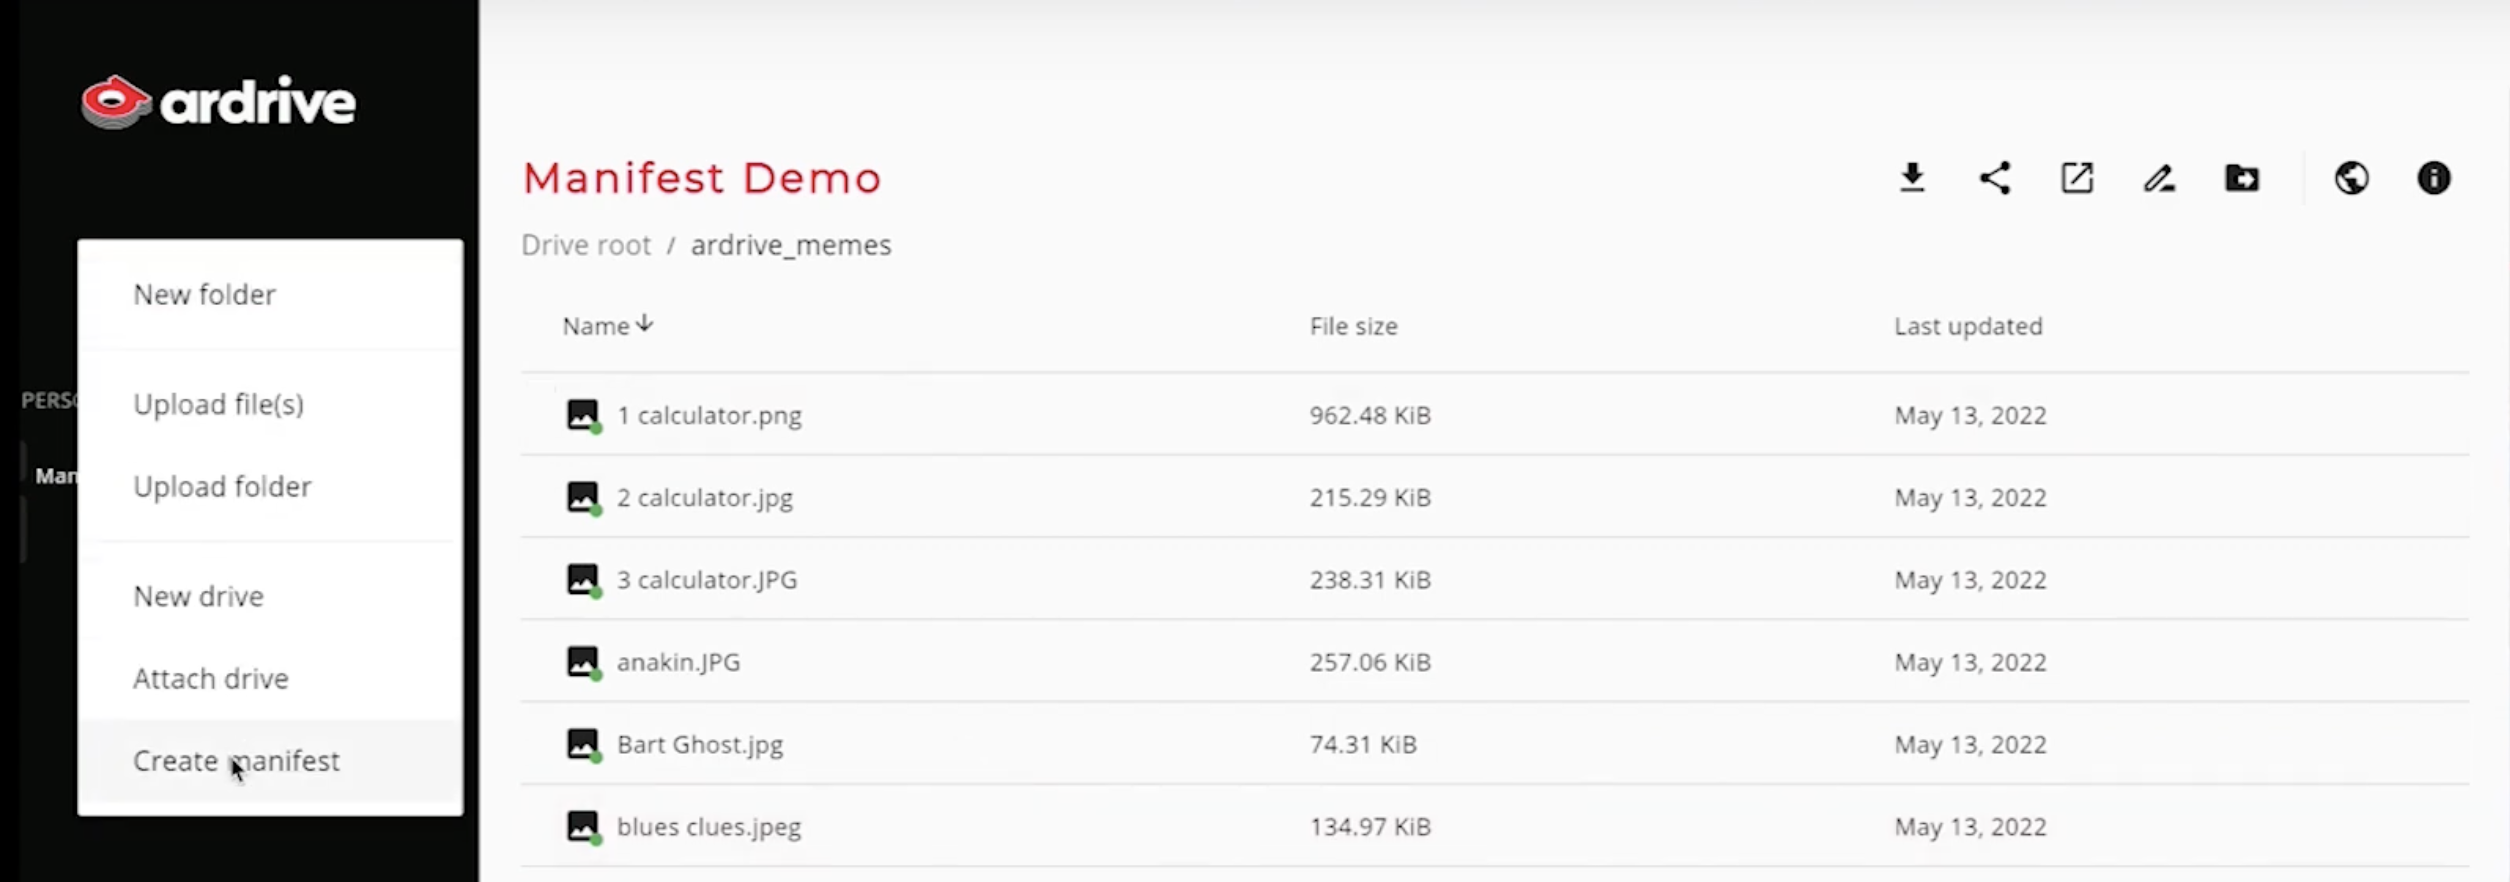 ardrive
New folder
Upload file(s)
Upload folder
New drive
Attach drive
Create manifest
Manifest Demo
Drive root / ardrive_memes
Name File size Last updated
1 calculator.png 962.48 KiB May 13, 2022
2 calculator.jpg 215.29 KiB May 13, 2022
3 calculator.JPG 238.31 KiB May 13, 2022
anakin.JPG 257.06 KiB May 13, 2022
Bart Ghost.jpg 74.31 KiB May 13, 2022
blues clues.jpeg 134.97 KiB May 13, 2022